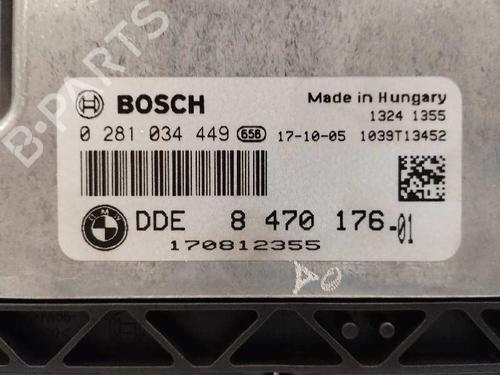 B-PARTS
BOSCH
Made in Hungary
1324 1355
0 281 034 449 658 17-10-05 1039T13452
BMW DDE 8 470 176-01
170812355